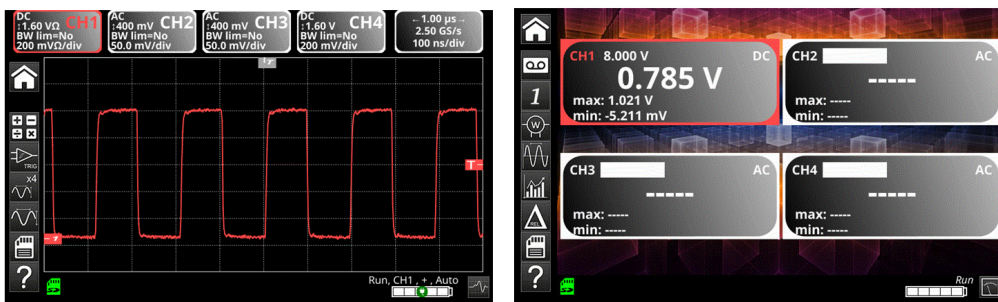 DC
↕1.60 VΩ CH1
BW lim=No
200 mVΩ/div
AC
↕400 mV CH2
BW lim=No
50.0 mV/div
AC
↕400 mV CH3
BW lim=No
50.0 mV/div
DC
↕1.60 V CH4
BW lim=No
200 mV/div
←1.00 µs→
2.50 GS/s
100 ns/div
T
TRIG
x4
T
?
Run, CH1 , + , Auto
CH1 8.000 V DC
0.785 V
max: 1.021 V
min: -5.211 mV
CH2 AC
-----
max: -----
min: -----
CH3 AC
-----
max: -----
min: -----
CH4 AC
-----
max: -----
min: -----
1
W
?
Run